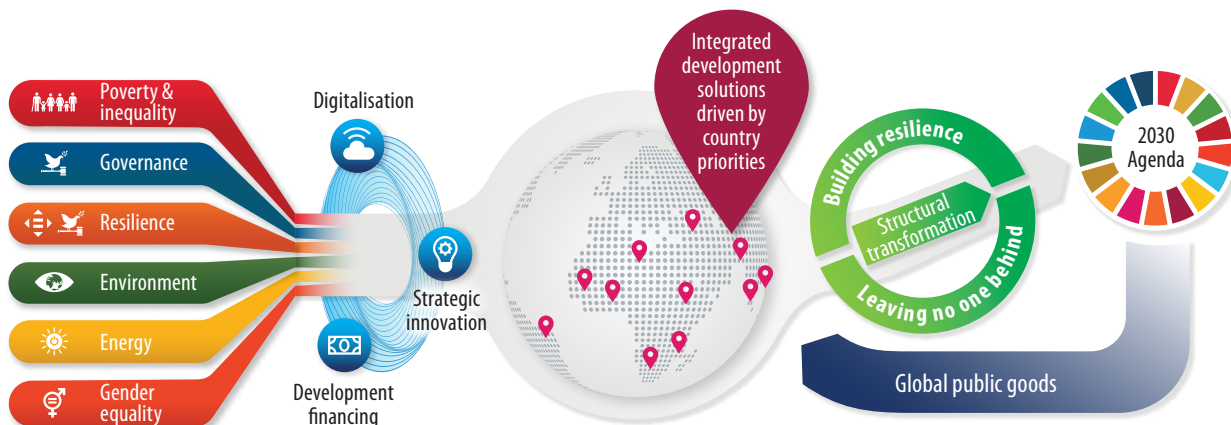 Poverty &
inequality
Governance
Resilience
Environment
Energy
Gender
equality
Digitalisation
Strategic
innovation
Development
financing
Integrated
development
solutions
driven by
country
priorities
Building resilience
Structural
transformation
Leaving no one behind
2030
Agenda
Global public goods